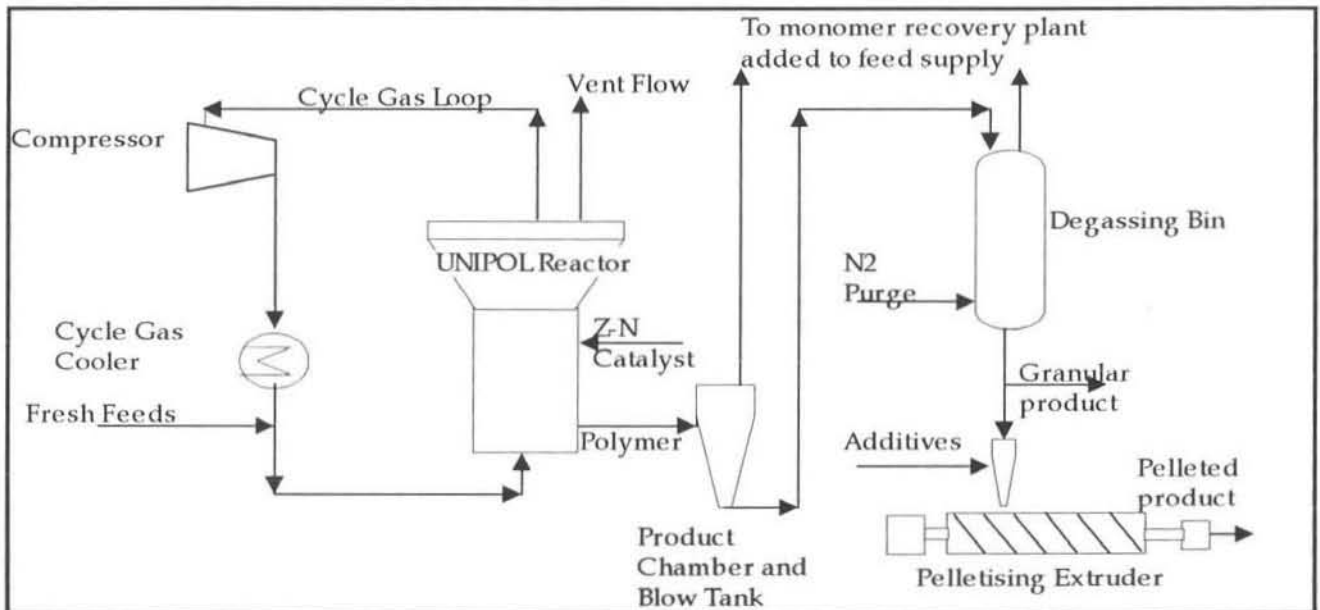 To monomer recovery plant
added to feed supply
Vent Flow
Cycle Gas Loop
Compressor
UNIPOL Reactor
Degassing Bin
N2
Purge
Z-N
Catalyst
Cycle Gas
Cooler
Fresh Feeds
Polymer
Granular
product
Additives
Pelleted
product
Product
Chamber and
Blow Tank
Pelletising Extruder